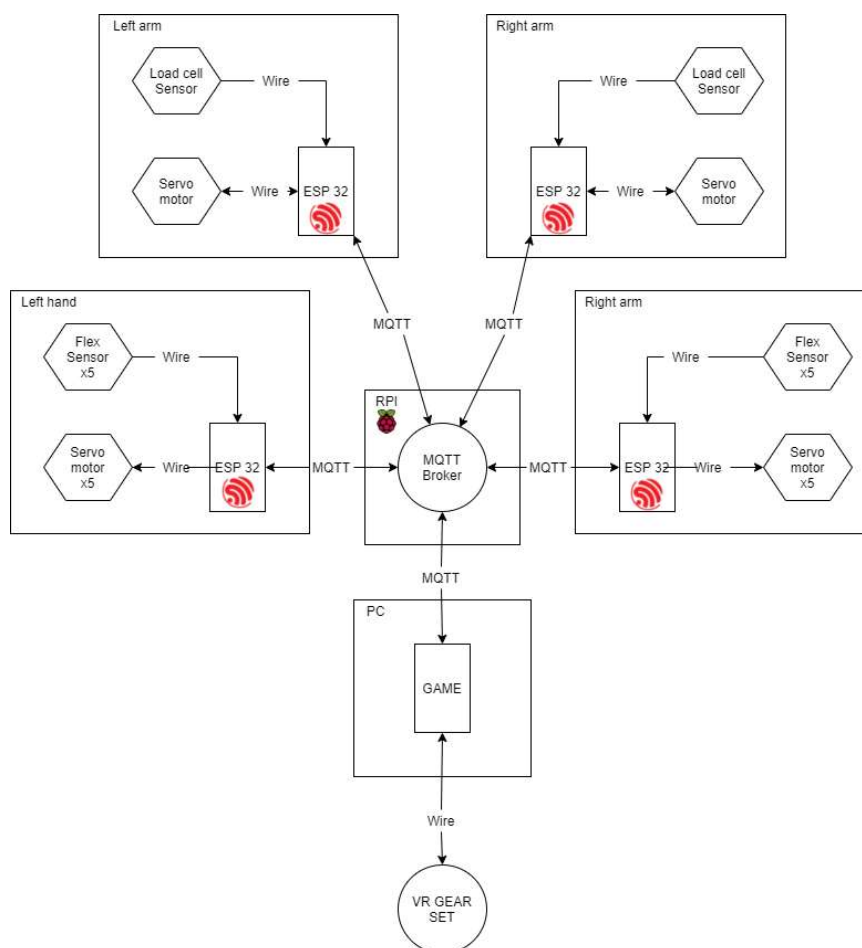 Left arm
Load cell
Sensor
Wire
Servo
motor
Wire
ESP 32
Right arm
Load cell
Sensor
Wire
ESP 32
Wire
Servo
motor
MQTT
MQTT
Left hand
Flex
Sensor
x5
Wire
Servo
motor
x5
Wire
ESP 32
MQTT
RPI
MQTT
Broker
MQTT
Right arm
Flex
Sensor
x5
Wire
ESP 32
Wire
Servo
motor
x5
MQTT
PC
GAME
Wire
VR GEAR
SET